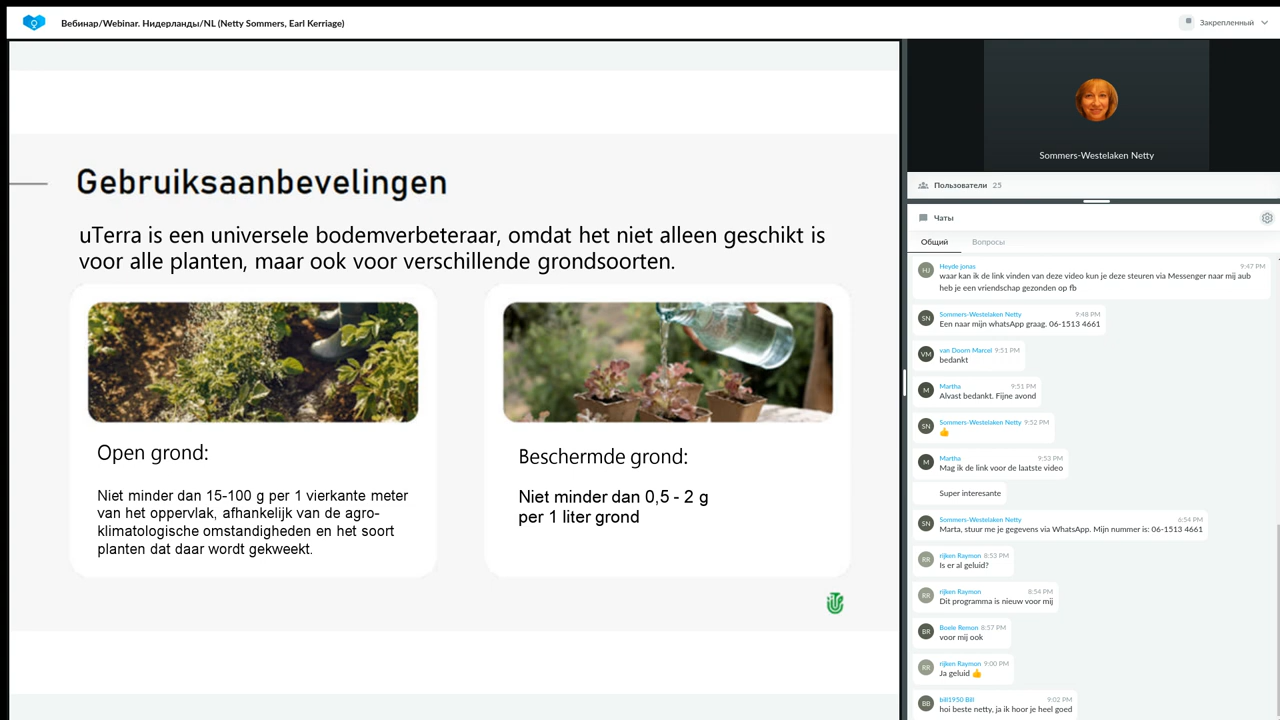 Вебинар/Webinar. Нидерланды/NL (Netty Sommers, Earl Kerriage)
Закрепленный
Gebruiksaanbevelingen
uTerra is een universele bodemverbeteraar, omdat het niet alleen geschikt is
voor alle planten, maar ook voor verschillende grondsoorten.
Open grond:
Niet minder dan 15-100 g per 1 vierkante meter
van het oppervlak, afhankelijk van de agro-
klimatologische omstandigheden en het soort
planten dat daar wordt gekweekt.
Beschermde grond:
Niet minder dan 0,5 - 2 g
per 1 liter grond
Sommers-Westelaken Netty
Пользователи 25
Чаты
Общий Вопросы
HJ Heyde jonas 9:47 PM
waar kan ik de link vinden van deze video kun je deze steuren via Messenger naar mij aub
heb je een vriendschap gezonden op fb
SN Sommers-Westelaken Netty 9:48 PM
Een naar mijn whatsApp graag. 06-1513 4661
VM van Doorn Marcel 9:51 PM
bedankt
M Martha 9:51 PM
Alvast bedankt. Fijne avond
SN Sommers-Westelaken Netty 9:52 PM
👍
M Martha 9:53 PM
Mag ik de link voor de laatste video
Super interesante
SN Sommers-Westelaken Netty 6:54 PM
Marta, stuur me je gegevens via WhatsApp. Mijn nummer is: 06-1513 4661
RR rijken Raymon 8:53 PM
Is er al geluid?
RR rijken Raymon 8:54 PM
Dit programma is nieuw voor mij
BR Boele Remon 8:57 PM
voor mij ook
RR rijken Raymon 9:00 PM
Ja geluid 👍
BB bill1950 Bill 9:02 PM
hoi beste netty, ja ik hoor je heel goed